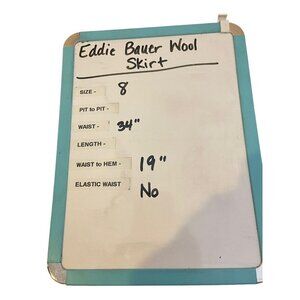 Eddie Bauer Wool
Skirt
SIZE - 8
PIT to PIT -
WAIST - 34"
LENGTH -
WAIST to HEM - 19"
ELASTIC WAIST No